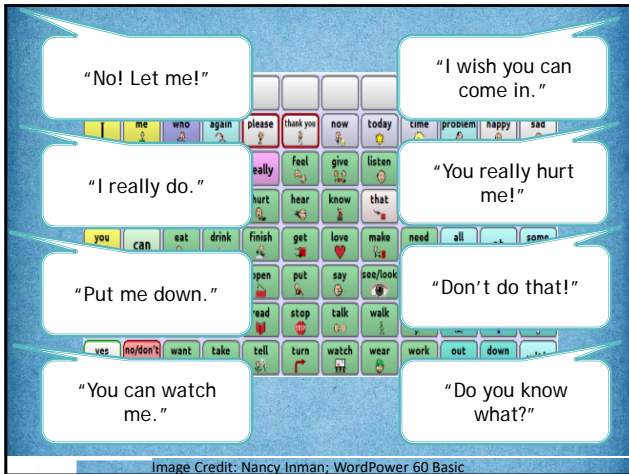 “No! Let me!”
“I wish you can
come in.”
I me who again please thank you now today time problem happy sad
“I really do.”
“You really hurt
me!”
feel give listen
hurt hear know that
you can eat drink finish get love make need all some
“Put me down.”
“Don’t do that!”
open put say see/look
read stop talk walk
yes no/don't want take tell turn watch wear work out down
“You can watch
me.”
“Do you know
what?”
Image Credit: Nancy Inman; WordPower 60 Basic